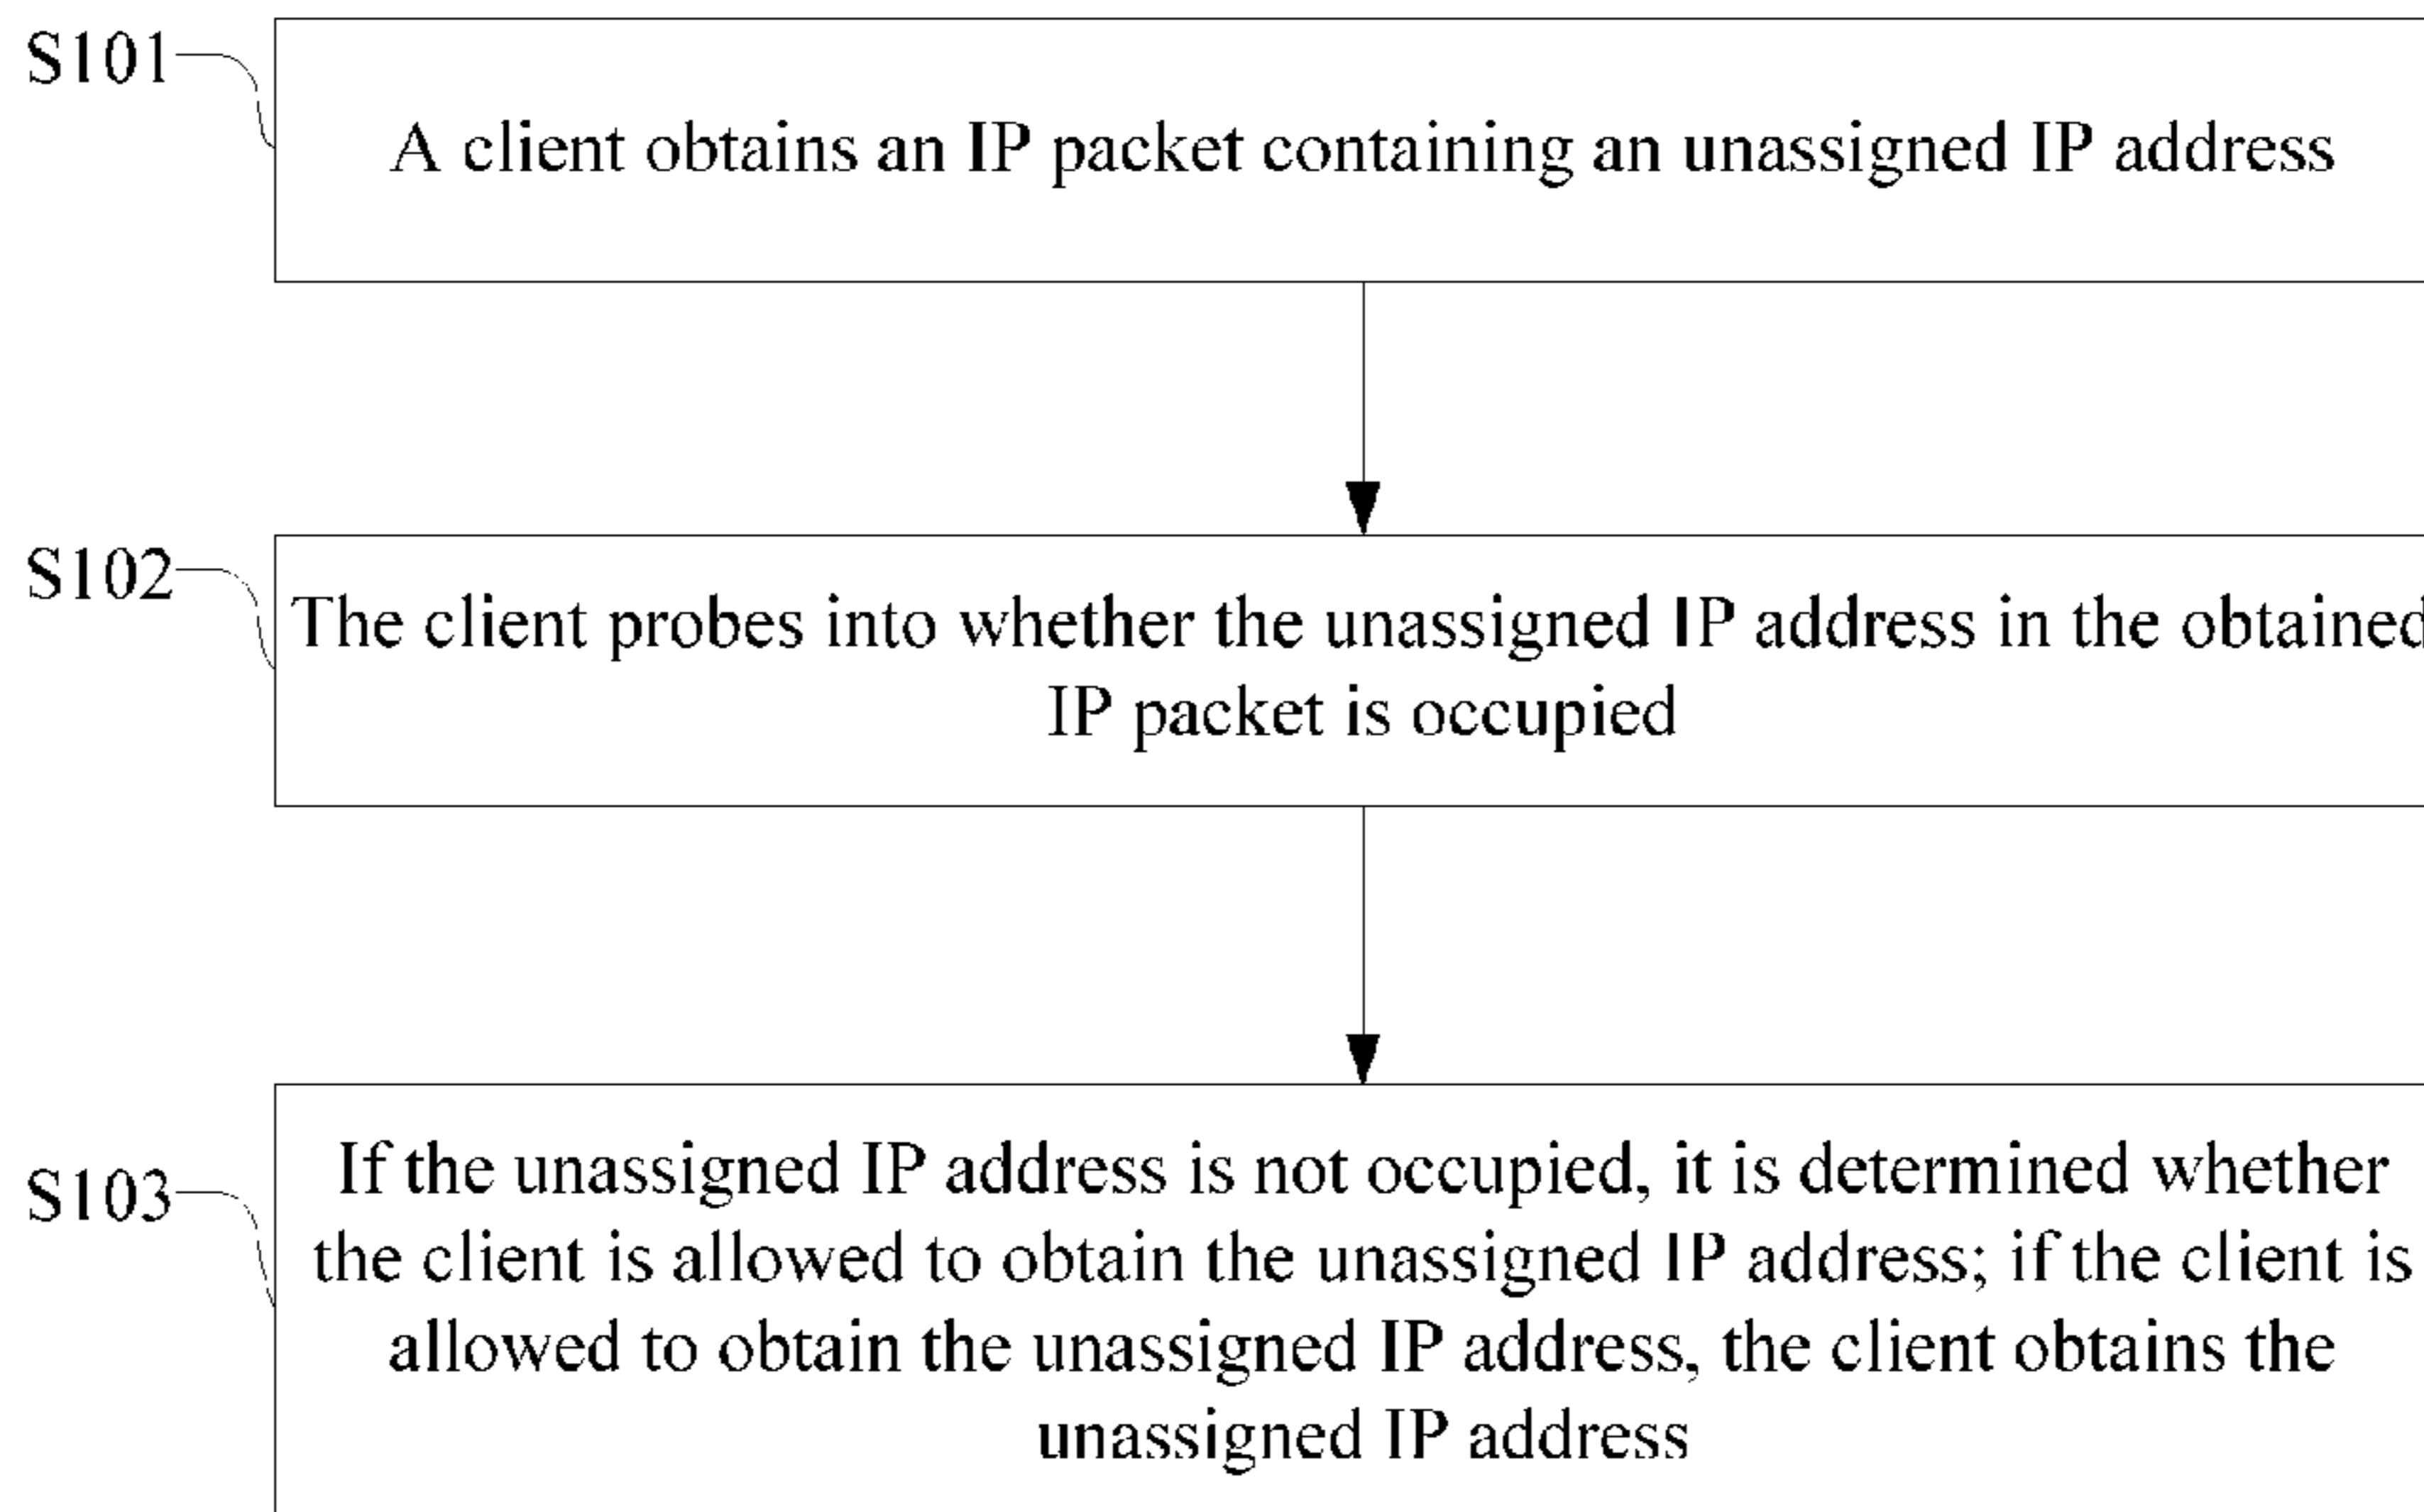 S101
A client obtains an IP packet containing an unassigned IP address
S102
The client probes into whether the unassigned IP address in the obtained
IP packet is occupied
S103
If the unassigned IP address is not occupied, it is determined whether
the client is allowed to obtain the unassigned IP address; if the client is
allowed to obtain the unassigned IP address, the client obtains the
unassigned IP address